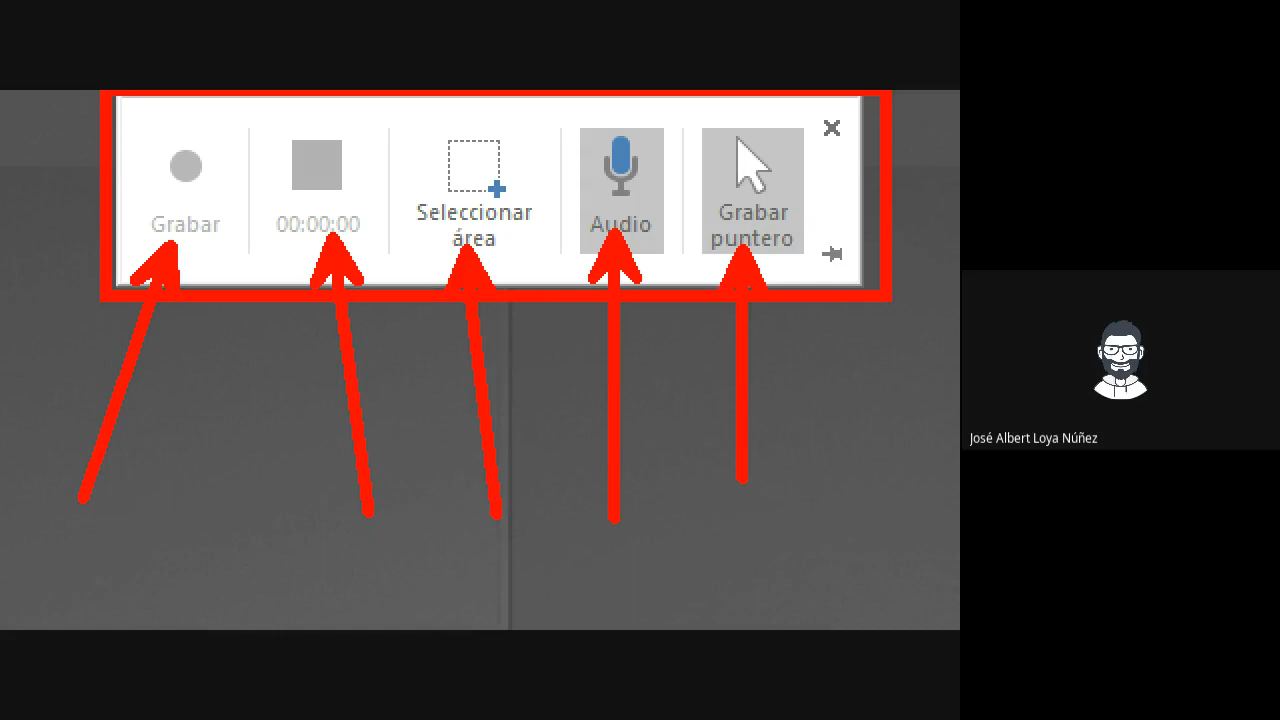 Grabar
00:00:00
Seleccionar
área
Audio
Grabar
puntero
José Albert Loya Núñez